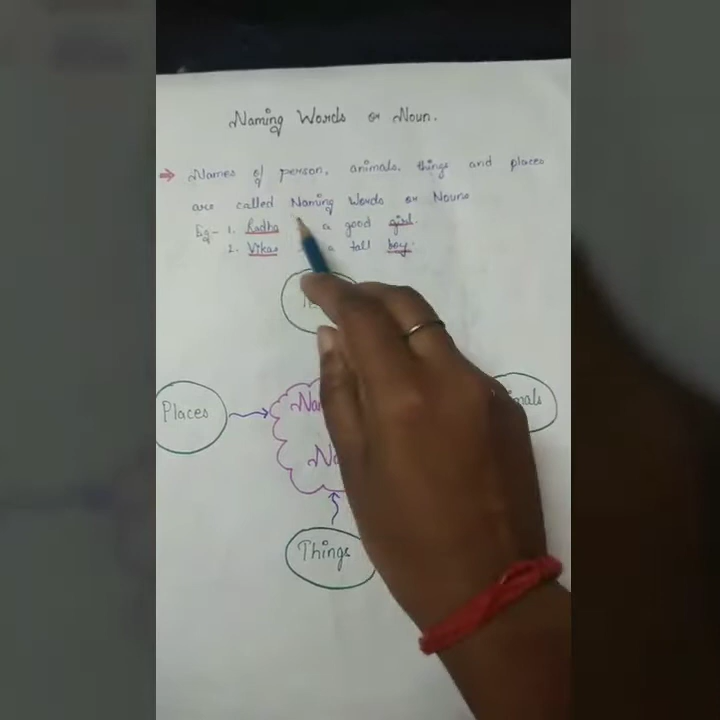 Naming Words or Noun.
→ Names of person, animals, things and places
are called Naming Words or Nouns
Eg- 1. Radha a good girl.
2. Vikas a tall boy.
Places
Things